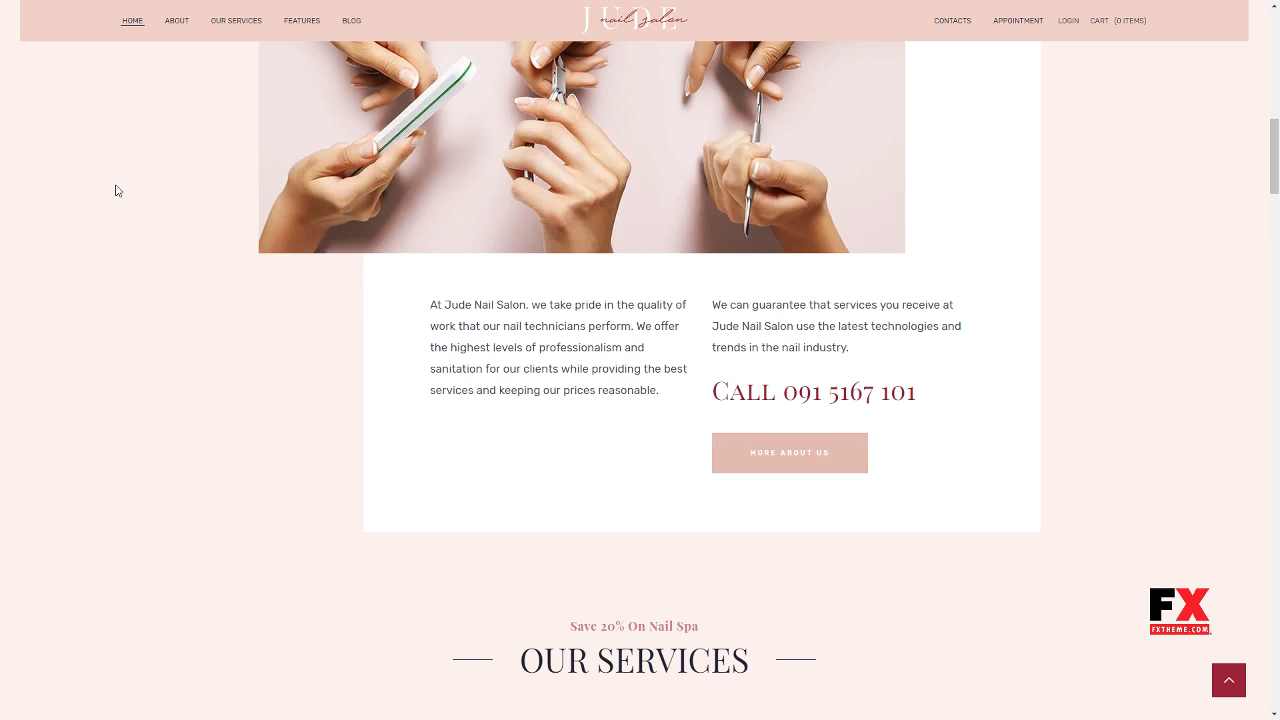 HOME ABOUT OUR SERVICES FEATURES BLOG JUDE nail salon CONTACTS APPOINTMENT LOGIN CART (0 ITEMS)
At Jude Nail Salon, we take pride in the quality of
work that our nail technicians perform. We offer
the highest levels of professionalism and
sanitation for our clients while providing the best
services and keeping our prices reasonable.
We can guarantee that services you receive at
Jude Nail Salon use the latest technologies and
trends in the nail industry.
CALL 091 5167 101
MORE ABOUT US
Save 20% On Nail Spa
OUR SERVICES
FX
FXTHEME.COM